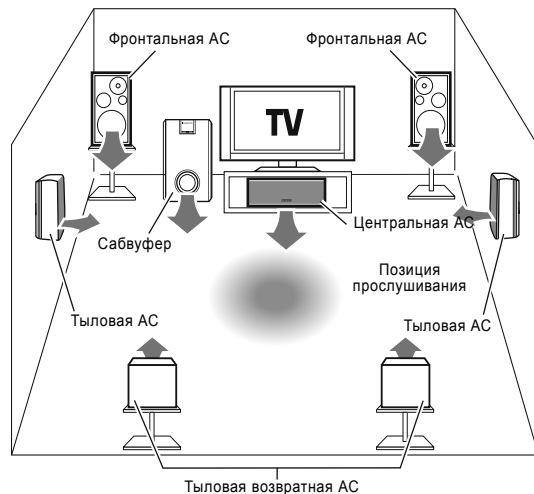 Фронтальная АС
Фронтальная АС
TV
Сабвуфер
Центральная АС
Позиция
прослушивания
Тыловая АС
Тыловая АС
Тыловая возвратная АС